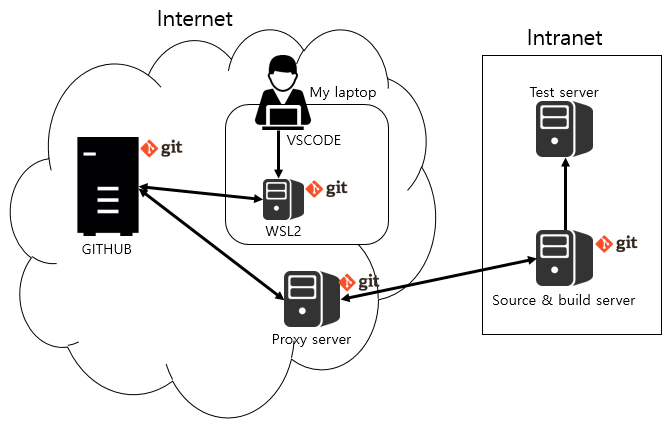 Internet
Intranet
My laptop
Test server
VSCODE
git
git
WSL2
GITHUB
git
git
Source & build server
Proxy server